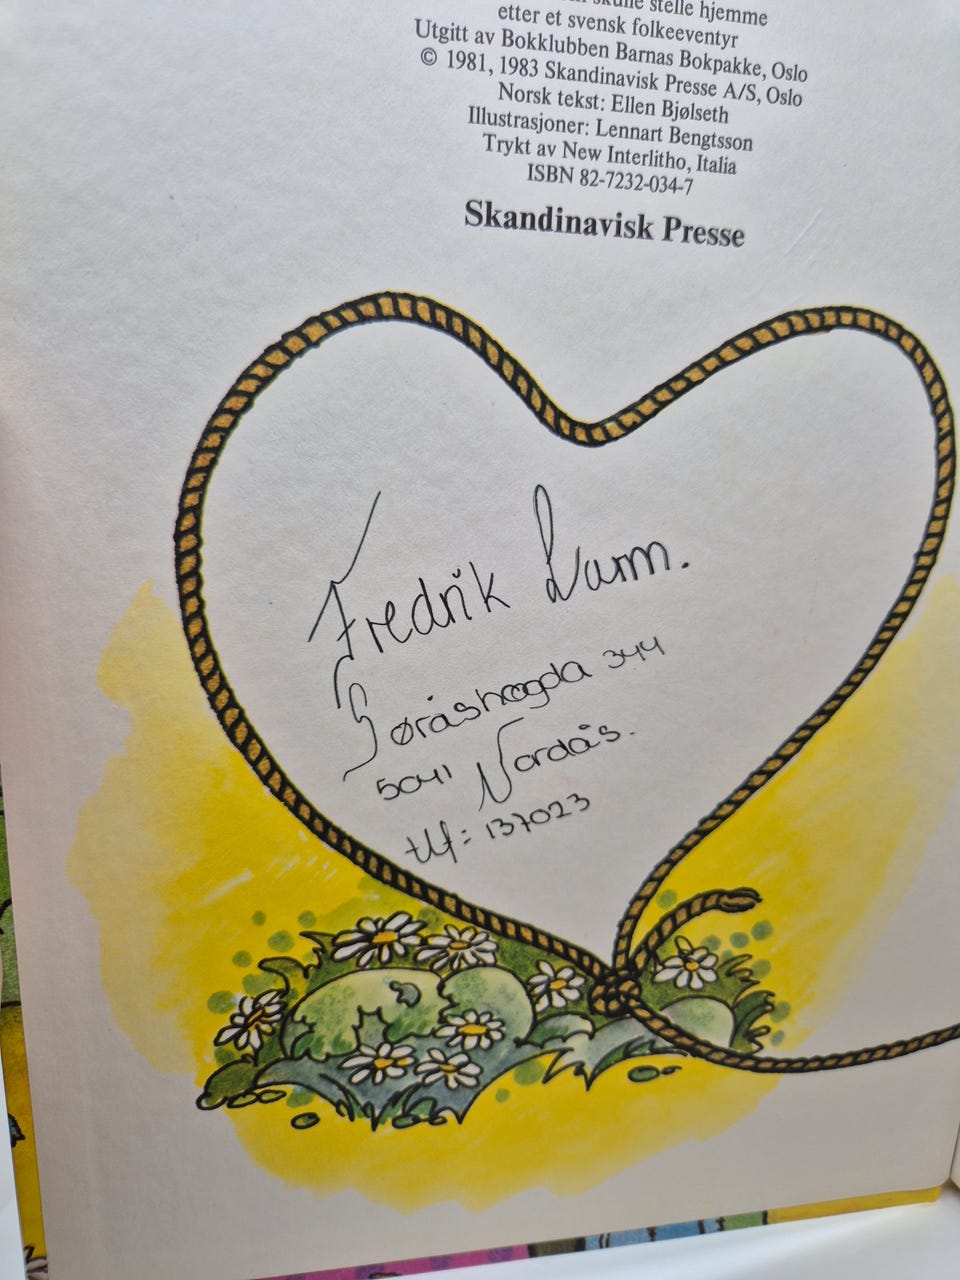 skulle stelle hjemme
etter et svensk folkeeventyr
Utgitt av Bokklubben Barnas Bokpakke, Oslo
© 1981, 1983 Skandinavisk Presse A/S, Oslo
Norsk tekst: Ellen Bjølseth
Illustrasjoner: Lennart Bengtsson
Trykt av New Interlitho, Italia
ISBN 82-7232-034-7
Skandinavisk Presse
Fredrik Lunm.
Søråshøgda 344
5041 Nordås.
tlf: 137023